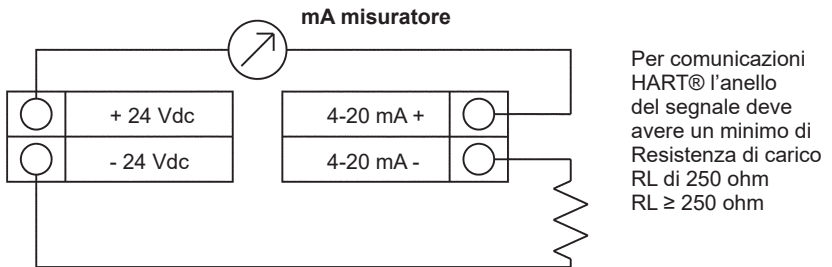 mA misuratore
+ 24 Vdc
- 24 Vdc
4-20 mA +
4-20 mA -
Per comunicazioni
HART® l’anello
del segnale deve
avere un minimo di
Resistenza di carico
RL di 250 ohm
RL ≥ 250 ohm